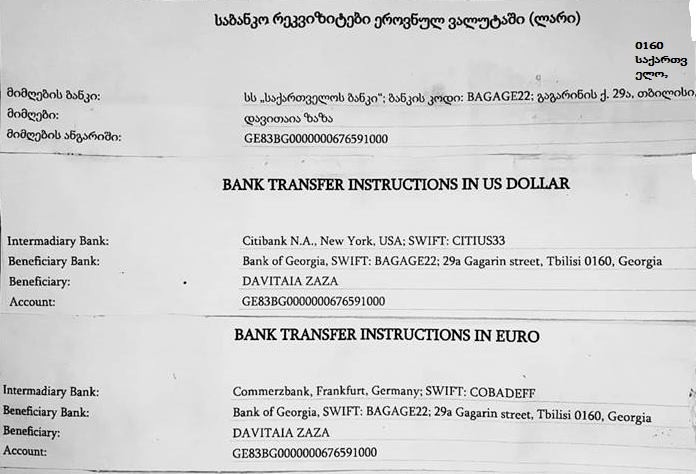 საბანკო რეკვიზიტები ეროვნულ ვალუტაში (ლარი)
0160
საქართვ
ელო,
მიმღების ბანკი: სს „საქართველოს ბანკი“; ბანკის კოდი: BAGAGE22; გაგარინის ქ. 29ა, თბილისი,
მიმღები: დავითაია ზაზა
მიმღების ანგარიში: GE83BG0000000676591000
BANK TRANSFER INSTRUCTIONS IN US DOLLAR
Intermadiary Bank: Citibank N.A., New York, USA; SWIFT: CITIUS33
Beneficiary Bank: Bank of Georgia, SWIFT: BAGAGE22; 29a Gagarin street, Tbilisi 0160, Georgia
Beneficiary: DAVITAIA ZAZA
Account: GE83BG0000000676591000
BANK TRANSFER INSTRUCTIONS IN EURO
Intermadiary Bank: Commerzbank, Frankfurt, Germany; SWIFT: COBADEFF
Beneficiary Bank: Bank of Georgia, SWIFT: BAGAGE22; 29a Gagarin street, Tbilisi 0160, Georgia
Beneficiary: DAVITAIA ZAZA
Account: GE83BG0000000676591000